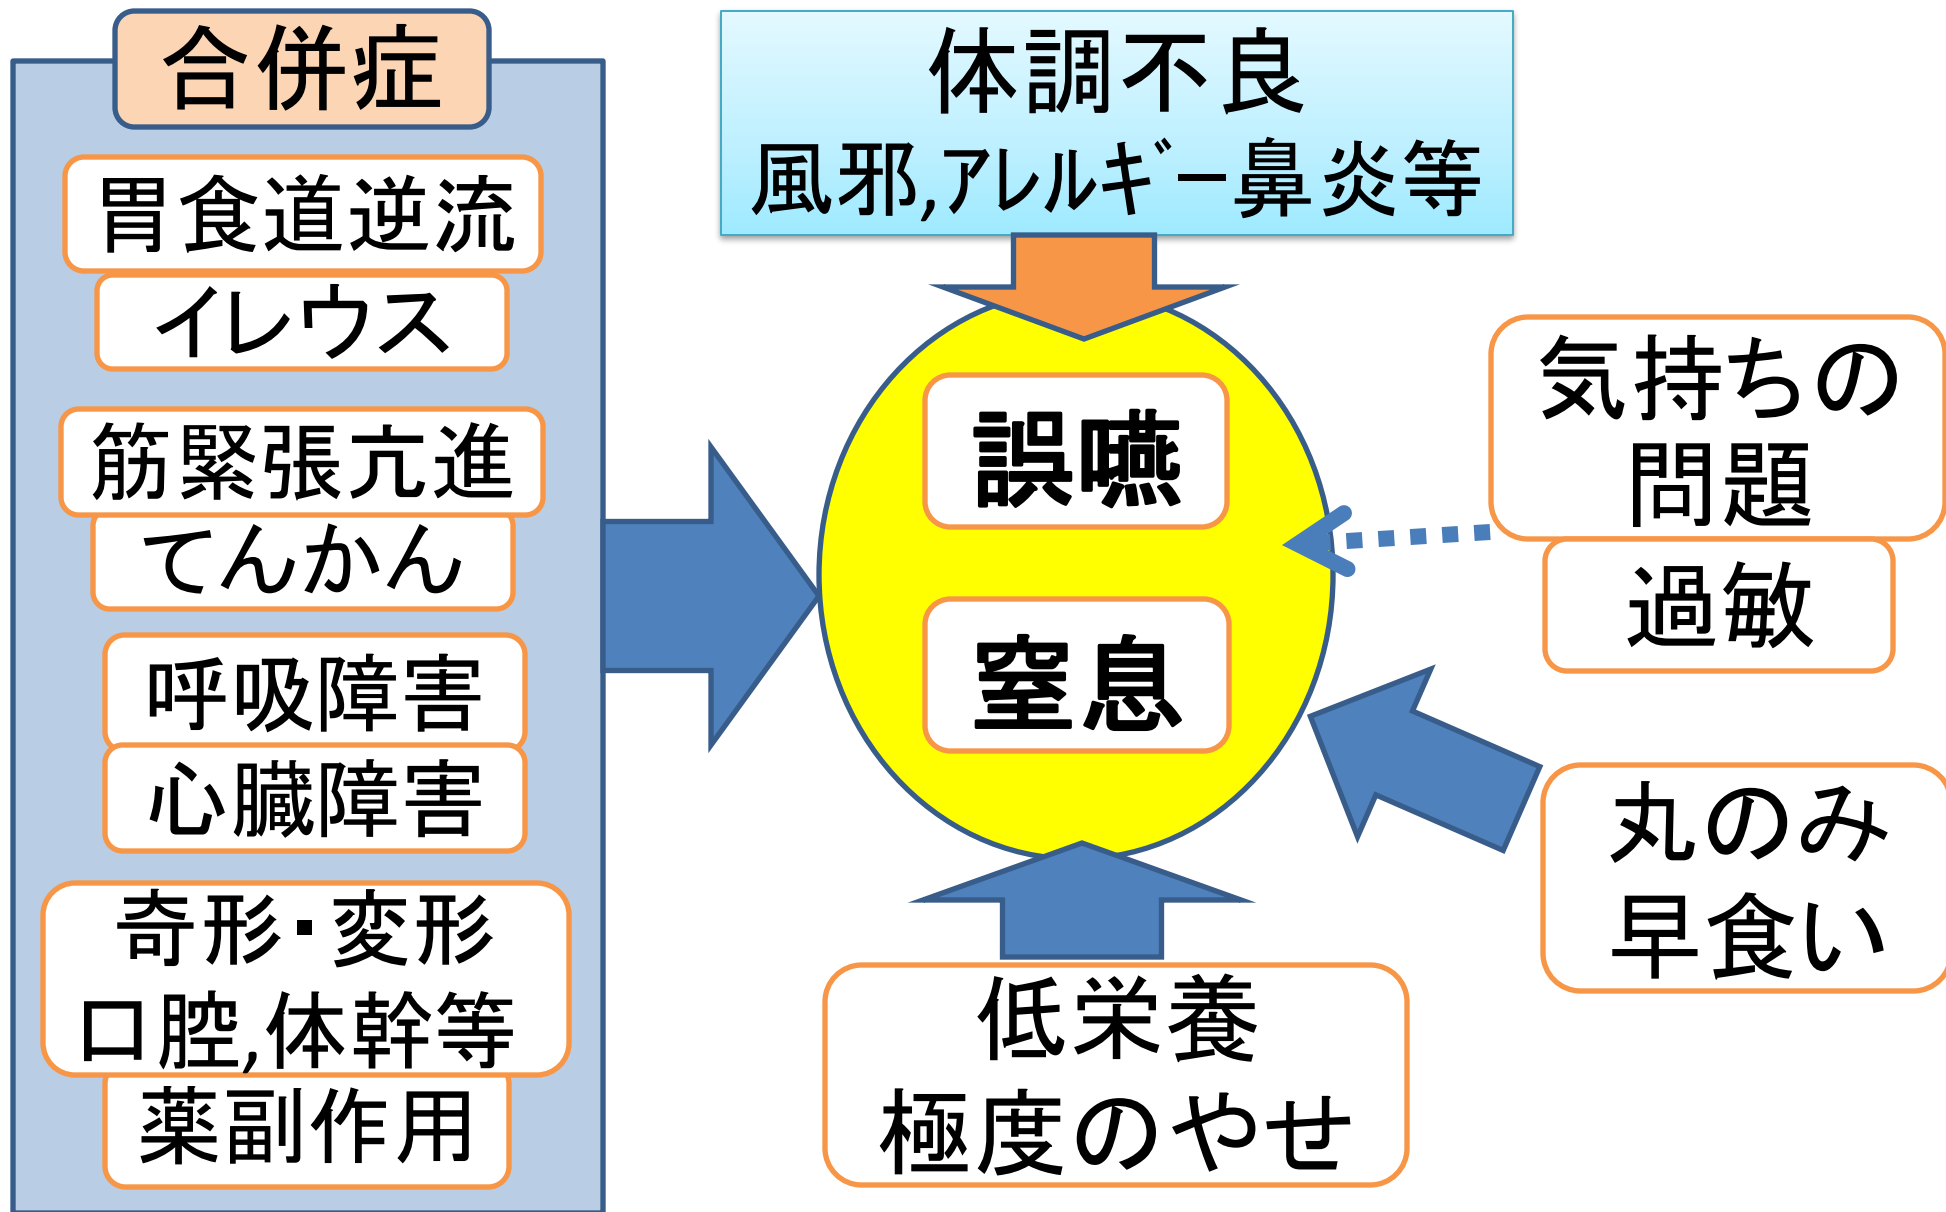 合併症
胃食道逆流
イレウス
筋緊張亢進
てんかん
呼吸障害
心臓障害
奇形・変形
口腔,体幹等
薬副作用
体調不良
風邪,ｱﾚﾙｷﾞｰ鼻炎等
誤嚥
窒息
気持ちの
問題
過敏
丸のみ
早食い
低栄養
極度のやせ